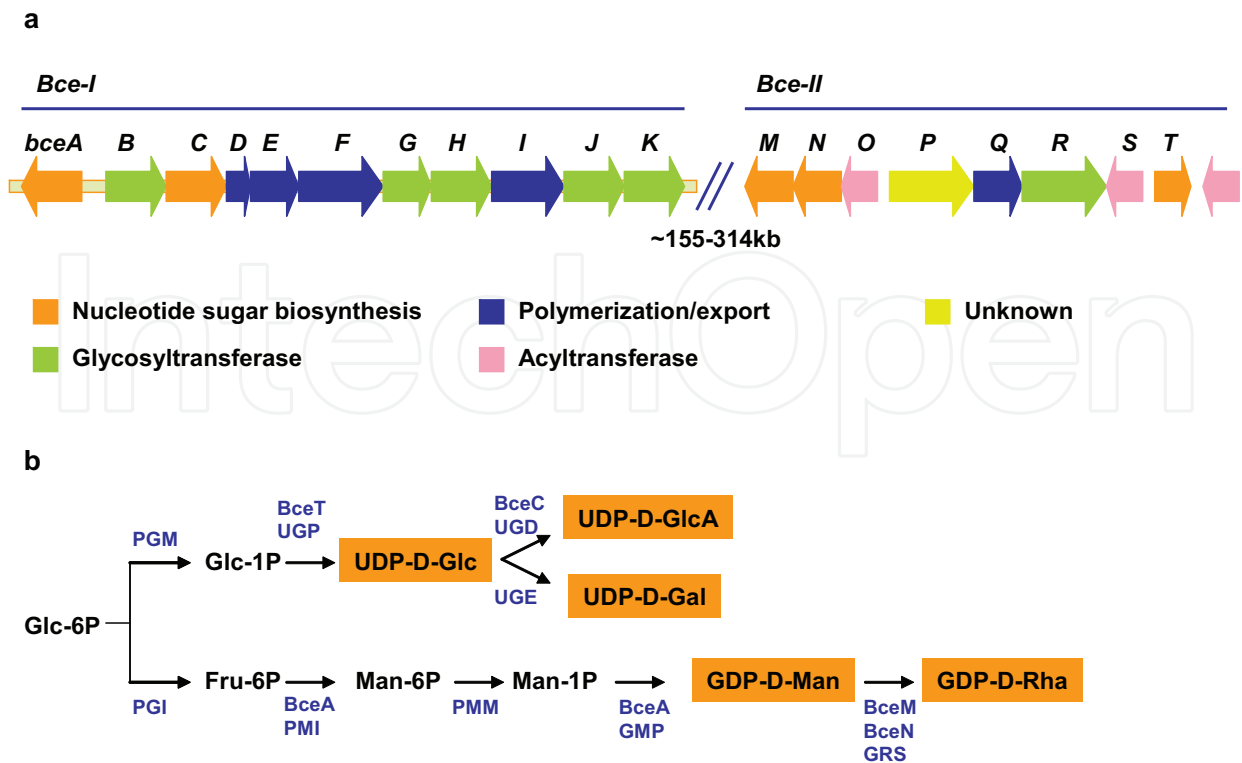 a
Bce-I
Bce-II
bceA B C D E F G H I J K M N O P Q R S T
~155-314kb
Nucleotide sugar biosynthesis
Polymerization/export
Unknown
Glycosyltransferase
Acyltransferase
IntechOpen
b
BceT
UGP
BceC
UGD
UDP-D-GlcA
PGM
Glc-1P
UDP-D-Glc
UGE
UDP-D-Gal
Glc-6P
Fru-6P
Man-6P
Man-1P
GDP-D-Man
GDP-D-Rha
PGI
BceA
PMI
PMM
BceA
GMP
BceM
BceN
GRS